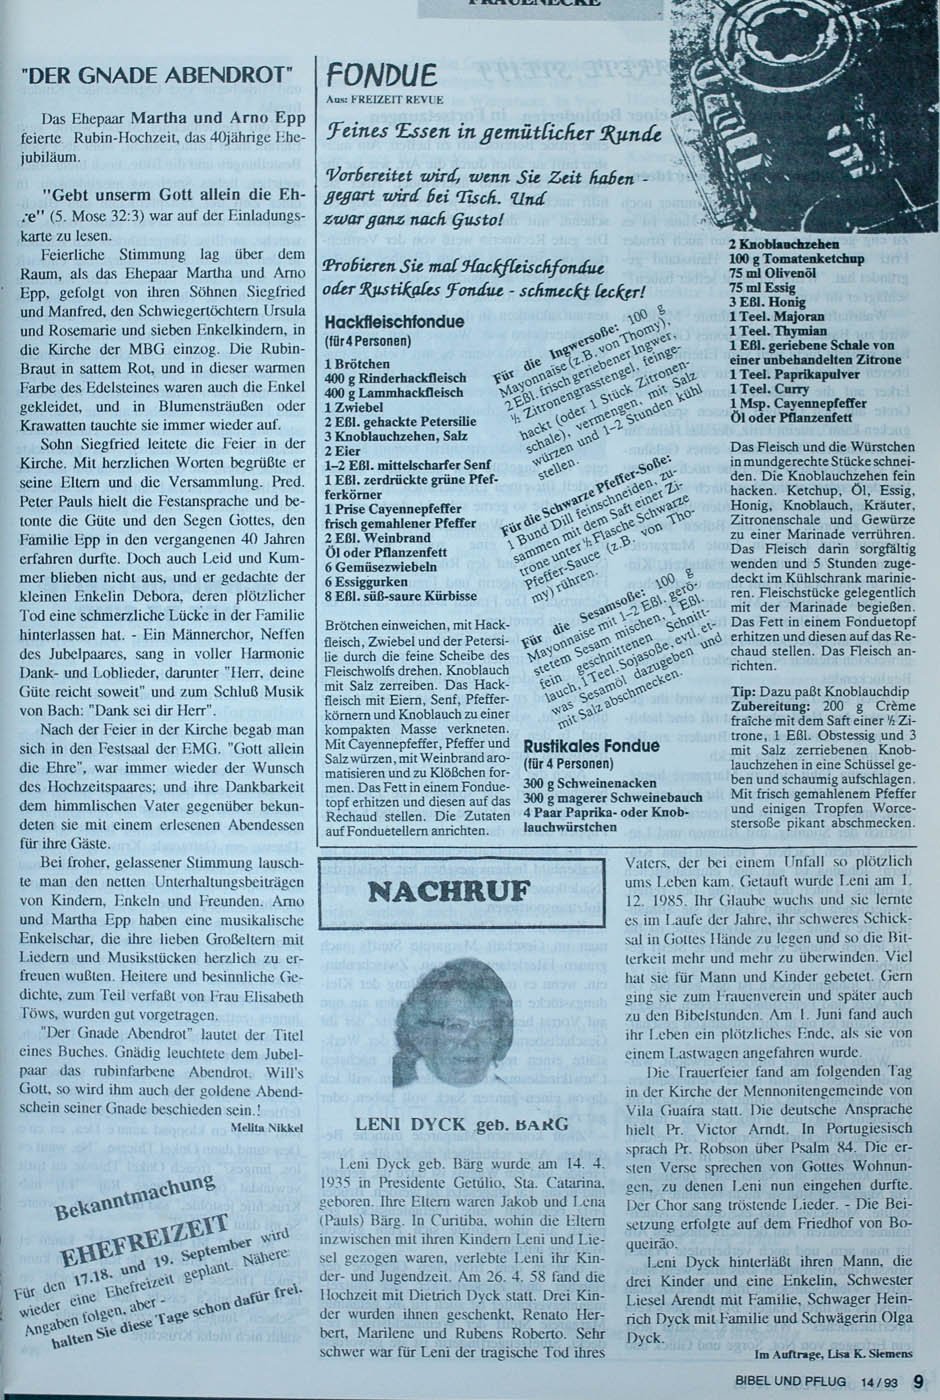 FRAUENECKE
"DER GNADE ABENDROT"
Das Ehepaar Martha und Arno Epp
feierte Rubin-Hochzeit, das 40jährige Ehe-
jubiläum.
"Gebt unserm Gott allein die Eh-
re" (5. Mose 32:3) war auf der Einladungs-
karte zu lesen.
Feierliche Stimmung lag über dem
Raum, als das Ehepaar Martha und Arno
Epp, gefolgt von ihren Söhnen Siegfried
und Manfred, den Schwiegertöchtern Ursula
und Rosemarie und sieben Enkelkindern, in
die Kirche der MBG einzog. Die Rubin-
Braut in sattem Rot, und in dieser warmen
Farbe des Edelsteines waren auch die Enkel
gekleidet, und in Blumensträußen oder
Krawatten tauchte sie immer wieder auf.
Sohn Siegfried leitete die Feier in der
Kirche. Mit herzlichen Worten begrüßte er
seine Eltern und die Versammlung. Pred.
Peter Pauls hielt die Festansprache und be-
tonte die Güte und den Segen Gottes, den
Familie Epp in den vergangenen 40 Jahren
erfahren durfte. Doch auch Leid und Kum-
mer blieben nicht aus, und er gedachte der
kleinen Enkelin Debora, deren plötzlicher
Tod eine schmerzliche Lücke in der Familie
hinterlassen hat. - Ein Männerchor, Neffen
des Jubelpaares, sang in voller Harmonie
Dank- und Loblieder, darunter "Herr, deine
Güte reicht soweit" und zum Schluß Musik
von Bach: "Dank sei dir Herr".
Nach der Feier in der Kirche begab man
sich in den Festsaal der EMG. "Gott allein
die Ehre", war immer wieder der Wunsch
des Hochzeitspaares; und ihre Dankbarkeit
dem himmlischen Vater gegenüber bekun-
deten sie mit einem erlesenen Abendessen
für ihre Gäste.
Bei froher, gelassener Stimmung lausch-
te man den netten Unterhaltungsbeiträgen
von Kindern, Enkeln und Freunden. Arno
und Martha Epp haben eine musikalische
Enkelschar, die ihre lieben Großeltern mit
Liedern und Musikstücken herzlich zu er-
freuen wußten. Heitere und besinnliche Ge-
dichte, zum Teil verfaßt von Frau Elisabeth
Töws, wurden gut vorgetragen.
"Der Gnade Abendrot" lautet der Titel
eines Buches. Gnädig leuchtete dem Jubel-
paar das rubinfarbene Abendrot. Will's
Gott, so wird ihm auch der goldene Abend-
schein seiner Gnade beschieden sein.!
Melita Nikkel
Bekanntmachung
EHEFREIZEIT
Für den 17.18. und 19. September wird
wieder eine Ehefreizeit geplant. Nähere
Angaben folgen, aber -
halten Sie diese Tage schon dafür frei.
FONDUE
Aus: FREIZEIT REVUE
Feines Essen in gemütlicher Runde
Vorbereitet wird, wenn Sie Zeit haben -
gegart wird bei Tisch. Und
zwar ganz nach Gusto!
Probieren Sie mal Hackfleischfondue
oder Rustikales Fondue - schmeckt lecker!
Hackfleischfondue
(für 4 Personen)
1 Brötchen
400 g Rinderhackfleisch
400 g Lammhackfleisch
1 Zwiebel
2 Eßl. gehackte Petersilie
3 Knoblauchzehen, Salz
2 Eier
1–2 Eßl. mittelscharfer Senf
1 Eßl. zerdrückte grüne Pfef-
ferkörner
1 Prise Cayennepfeffer
frisch gemahlener Pfeffer
2 Eßl. Weinbrand
Öl oder Pflanzenfett
6 Gemüsezwiebeln
6 Essiggurken
8 Eßl. süß-saure Kürbisse
Brötchen einweichen, mit Hack-
fleisch, Zwiebel und der Petersi-
lie durch die feine Scheibe des
Fleischwolfs drehen. Knoblauch
mit Salz zerreiben. Das Hack-
fleisch mit Eiern, Senf, Pfeffer-
körnern und Knoblauch zu einer
kompakten Masse verkneten.
Mit Cayennepfeffer, Pfeffer und
Salz würzen, mit Weinbrand aro-
matisieren und zu Klößchen for-
men. Das Fett in einem Fondue-
topf erhitzen und diesen auf das
Rechaud stellen. Die Zutaten
auf Fonduetellern anrichten.
Für die Ingwersoße: 100 g
Mayonnaise (z.B. von Thomy),
2 Eßl. frisch geriebener Ingwer,
½ Zitronengrasstengel, feinge-
hackt (oder 1 Stück Zitronen-
schale), vermengen, mit Salz
würzen und 1–2 Stunden kühl
stellen.
Für die Schwarze Pfeffer-Soße:
1 Bund Dill feinschneiden, zu-
sammen mit dem Saft einer Zi-
trone unter ½ Flasche Schwarze
Pfeffer-Sauce (z.B. von Tho-
my) rühren.
Für die Sesamsoße: 100 g
Mayonnaise mit 1–2 Eßl. gerö-
stetem Sesam mischen, 1 Eßl.
fein geschnittenen Schnitt-
lauch, 1 Teel. Sojasoße, evtl. et-
was Sesamöl dazugeben und
mit Salz abschmecken.
Rustikales Fondue
(für 4 Personen)
300 g Schweinenacken
300 g magerer Schweinebauch
4 Paar Paprika- oder Knob-
lauchwürstchen
2 Knoblauchzehen
100 g Tomatenketchup
75 ml Olivenöl
75 ml Essig
3 Eßl. Honig
1 Teel. Majoran
1 Teel. Thymian
1 Eßl. geriebene Schale von
einer unbehandelten Zitrone
1 Teel. Paprikapulver
1 Teel. Curry
1 Msp. Cayennepfeffer
Öl oder Pflanzenfett
Das Fleisch und die Würstchen
in mundgerechte Stücke schnei-
den. Die Knoblauchzehen fein
hacken. Ketchup, Öl, Essig,
Honig, Knoblauch, Kräuter,
Zitronenschale und Gewürze
zu einer Marinade verrühren.
Das Fleisch darin sorgfältig
wenden und 5 Stunden zuge-
deckt im Kühlschrank marinie-
ren. Fleischstücke gelegentlich
mit der Marinade begießen.
Das Fett in einem Fonduetopf
erhitzen und diesen auf das Re-
chaud stellen. Das Fleisch an-
richten.
Tip: Dazu paßt Knoblauchdip
Zubereitung: 200 g Crème
fraîche mit dem Saft einer ½ Zi-
trone, 1 Eßl. Obstessig und 3
mit Salz zerriebenen Knob-
lauchzehen in eine Schüssel ge-
ben und schaumig aufschlagen.
Mit frisch gemahlenem Pfeffer
und einigen Tropfen Worce-
stersoße pikant abschmecken.
NACHRUF
LENI DYCK geb. BARG
Leni Dyck geb. Bärg wurde am 14. 4.
1935 in Presidente Getúlio, Sta. Catarina,
geboren. Ihre Eltern waren Jakob und Lena
(Pauls) Bärg. In Curitiba, wohin die Eltern
inzwischen mit ihren Kindern Leni und Lie-
sel gezogen waren, verlebte Leni ihr Kin-
der- und Jugendzeit. Am 26. 4. 58 fand die
Hochzeit mit Dietrich Dyck statt. Drei Kin-
der wurden ihnen geschenkt, Renato Her-
bert, Marilene und Rubens Roberto. Sehr
schwer war für Leni der tragische Tod ihres
Vaters, der bei einem Unfall so plötzlich
ums Leben kam. Getauft wurde Leni am 1.
12. 1985. Ihr Glaube wuchs und sie lernte
es im Laufe der Jahre, ihr schweres Schick-
sal in Gottes Hände zu legen und so die Bit-
terkeit mehr und mehr zu überwinden. Viel
hat sie für Mann und Kinder gebetet. Gern
ging sie zum Frauenverein und später auch
zu den Bibelstunden. Am 1. Juni fand auch
ihr Leben ein plötzliches Ende, als sie von
einem Lastwagen angefahren wurde.
Die Trauerfeier fand am folgenden Tag
in der Kirche der Mennonitengemeinde von
Vila Guaíra statt. Die deutsche Ansprache
hielt Pr. Victor Arndt. In Portugiesisch
sprach Pr. Robson über Psalm 84. Die er-
sten Verse sprechen von Gottes Wohnun-
gen, zu denen Leni nun eingehen durfte.
Der Chor sang tröstende Lieder. - Die Bei-
setzung erfolgte auf dem Friedhof von Bo-
queirão.
Leni Dyck hinterläßt ihren Mann, die
drei Kinder und eine Enkelin, Schwester
Liesel Arendt mit Familie, Schwager Hein-
rich Dyck mit Familie und Schwägerin Olga
Dyck.
Im Auftrage, Lisa K. Siemens
BIBEL UND PFLUG 14/93 9